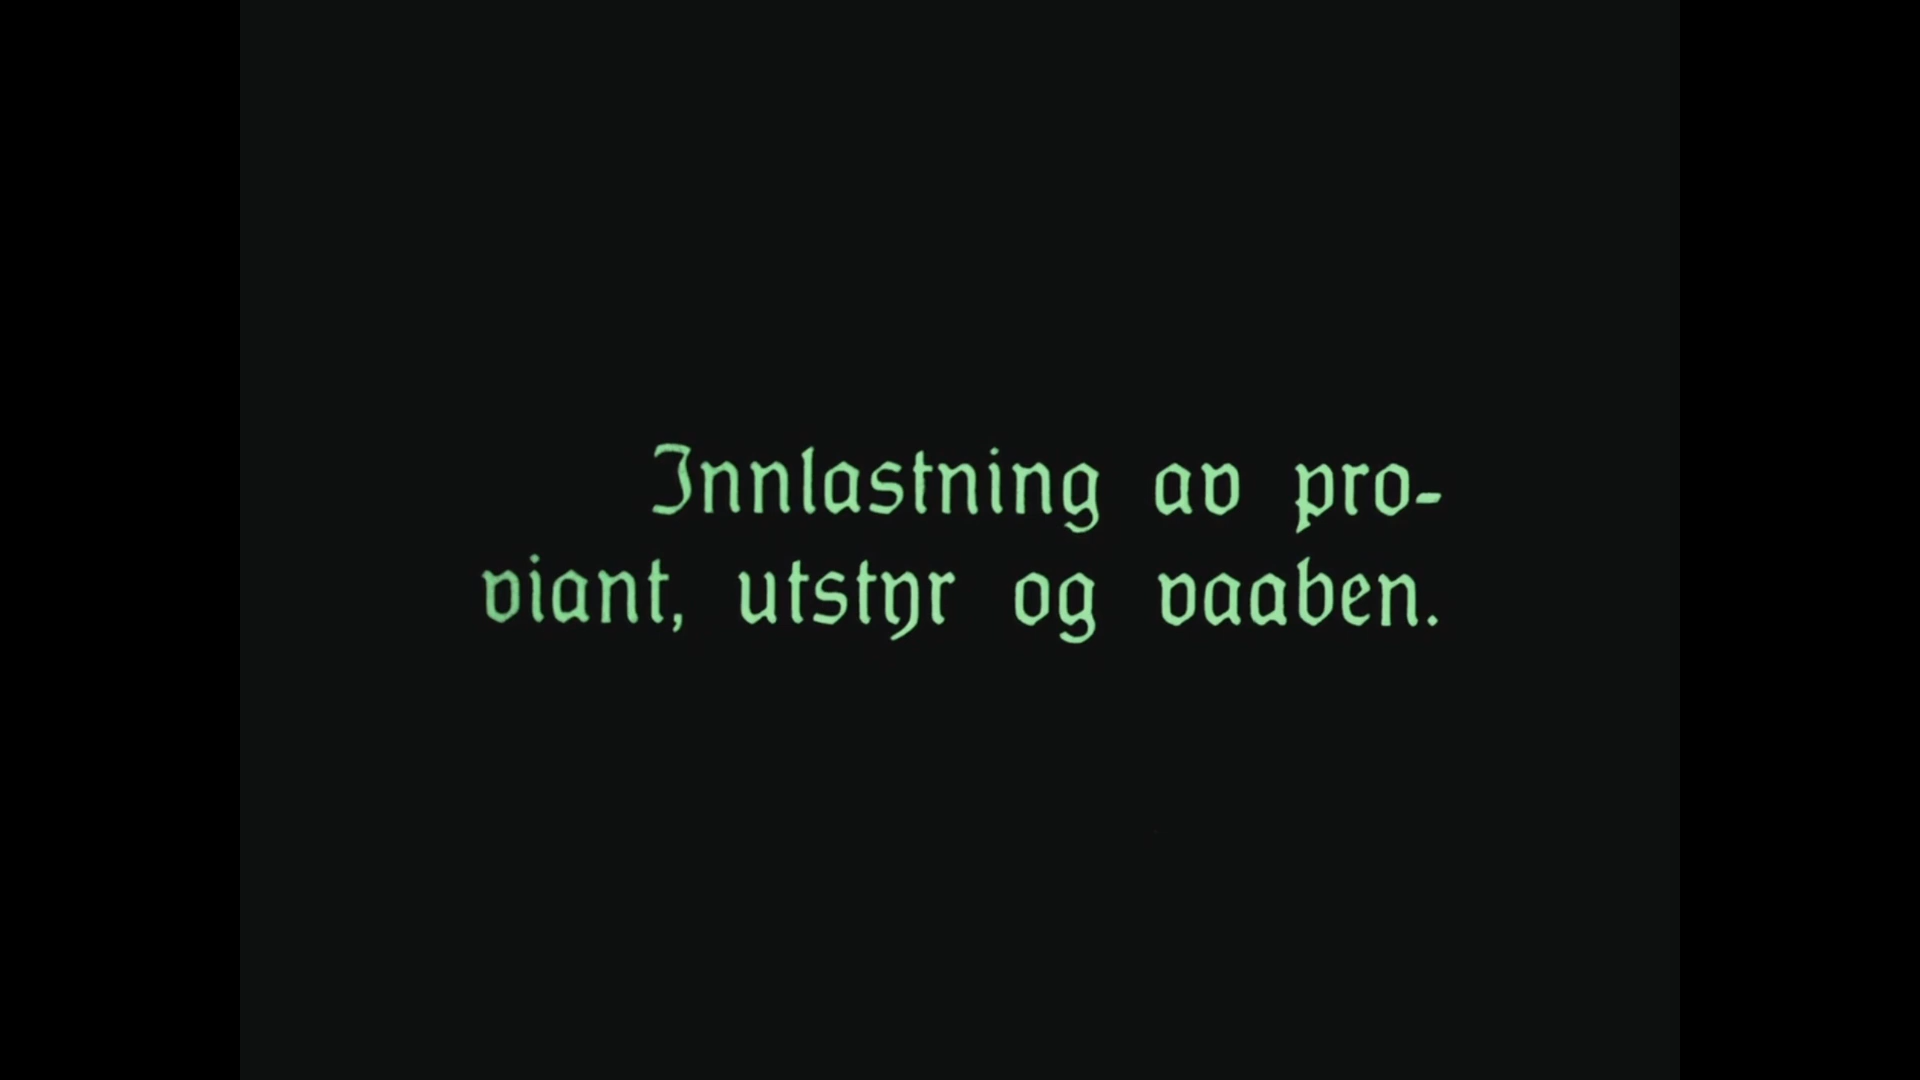 Innlastning av pro-
viant, utstyr og vaaben.